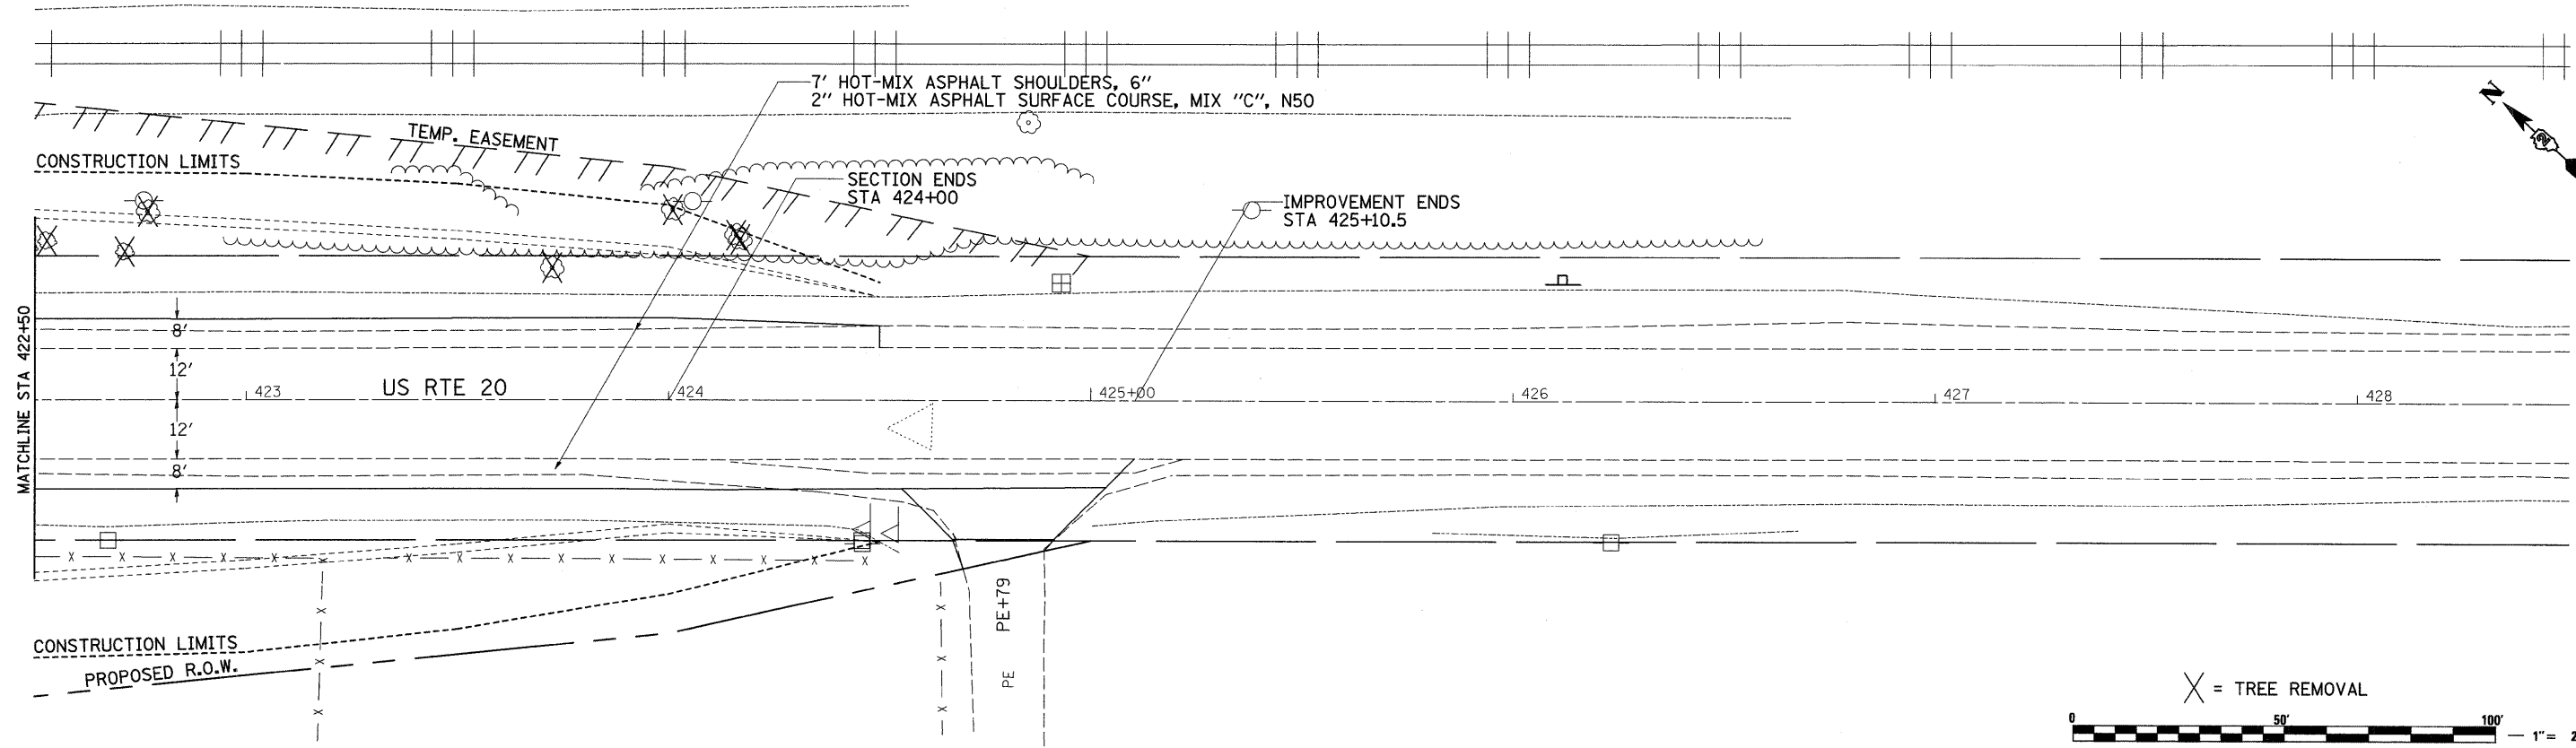 7' HOT-MIX ASPHALT SHOULDERS, 6"
2" HOT-MIX ASPHALT SURFACE COURSE, MIX "C", N50
N
2
TEMP. EASEMENT
CONSTRUCTION LIMITS
SECTION ENDS
STA 424+00
IMPROVEMENT ENDS
STA 425+10.5
MATCHLINE STA 422+50
8'
12'
US RTE 20
423
424
425+00
426
427
428
12'
8'
PE+79
PE
CONSTRUCTION LIMITS
PROPOSED R.O.W.
= TREE REMOVAL
0 50' 100'
1"=